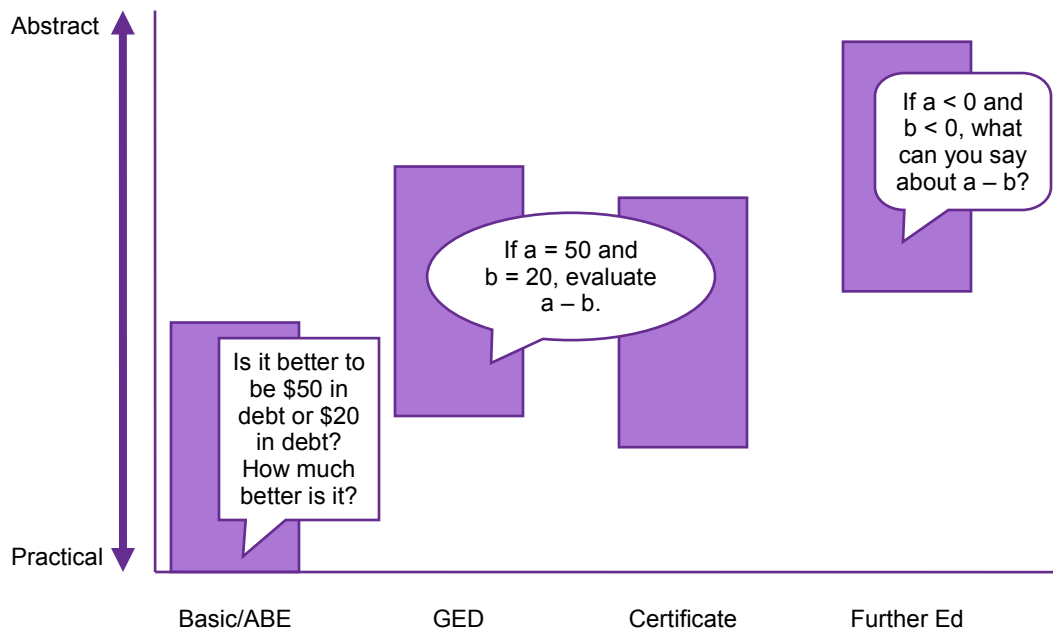 Abstract
If a < 0 and
b < 0, what
can you say
about a – b?
If a = 50 and
b = 20, evaluate
a – b.
Is it better to
be $50 in
debt or $20
in debt?
How much
better is it?
Practical
Basic/ABE
GED
Certificate
Further Ed